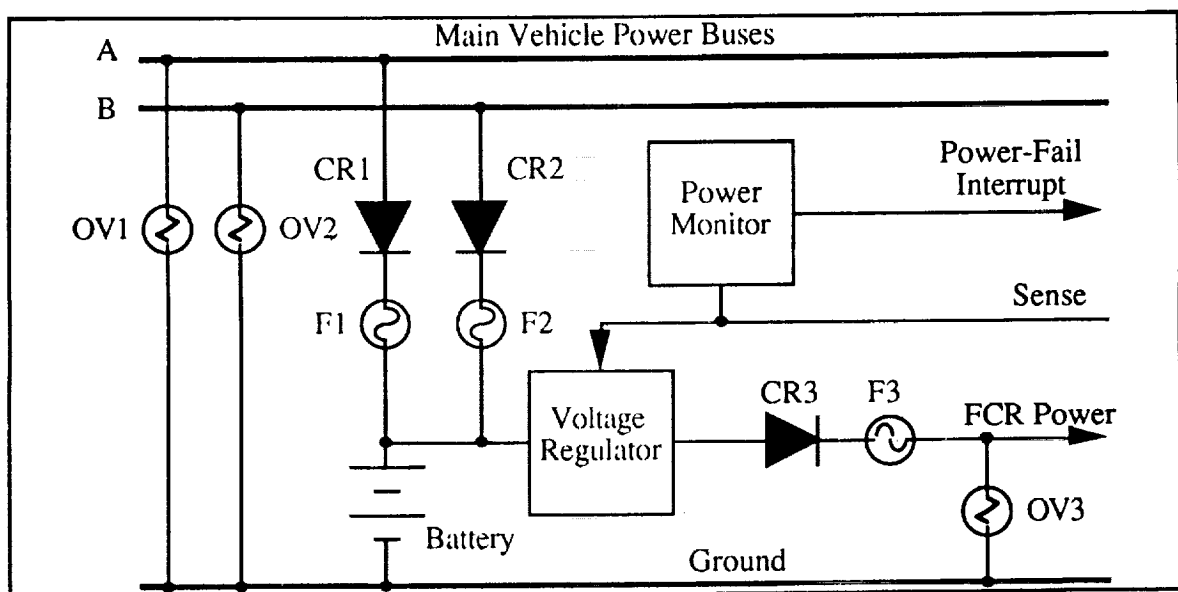 Main Vehicle Power Buses
A
B
CR1
CR2
OV1
OV2
F1
F2
Power
Monitor
Power-Fail
Interrupt
Sense
Voltage
Regulator
CR3
F3
FCR Power
OV3
Battery
Ground